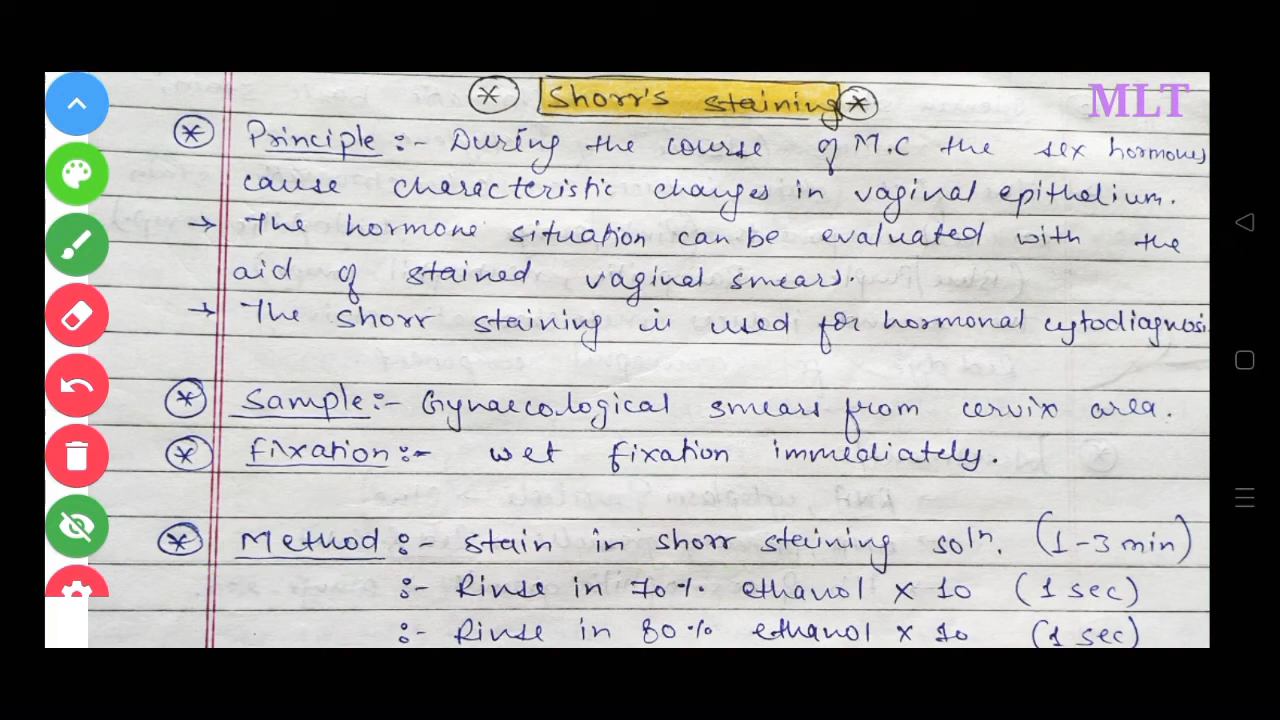 Shorr's staining
MLT
Principle :- During the course of M.C the sex hormones
cause characteristic changes in vaginal epithelium.
→ The hormone situation can be evaluated with the
aid of stained vaginal smears.
→ The shorr staining is used for hormonal cytodiagnosis
Sample :- Gynaecological smears from cervix area.
Fixation :- wet fixation immediately.
Method :- stain in shorr staining solⁿ. (1-3 min)
:- Rinse in 70% ethanol x 10 (1 sec)
:- Rinse in 80% ethanol x 10 (1 sec)